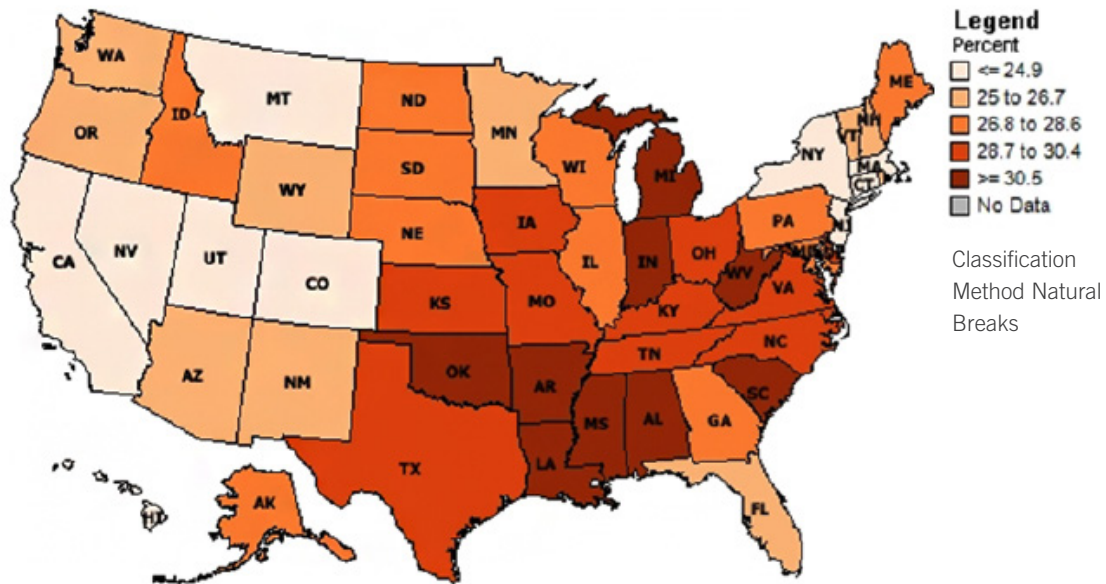 Legend
Percent
<= 24.9
25 to 26.7
26.8 to 28.6
28.7 to 30.4
>= 30.5
No Data
Classification
Method Natural
Breaks
WA
MT
ND
MN
ME
OR
ID
SD
WI
MI
VT
NH
NY
MA
CT
WY
NE
IA
IL
IN
OH
PA
NJ
CA
NV
UT
CO
KS
MO
KY
WV
VA
AZ
NM
OK
AR
TN
NC
TX
LA
MS
AL
GA
SC
FL
HI
AK